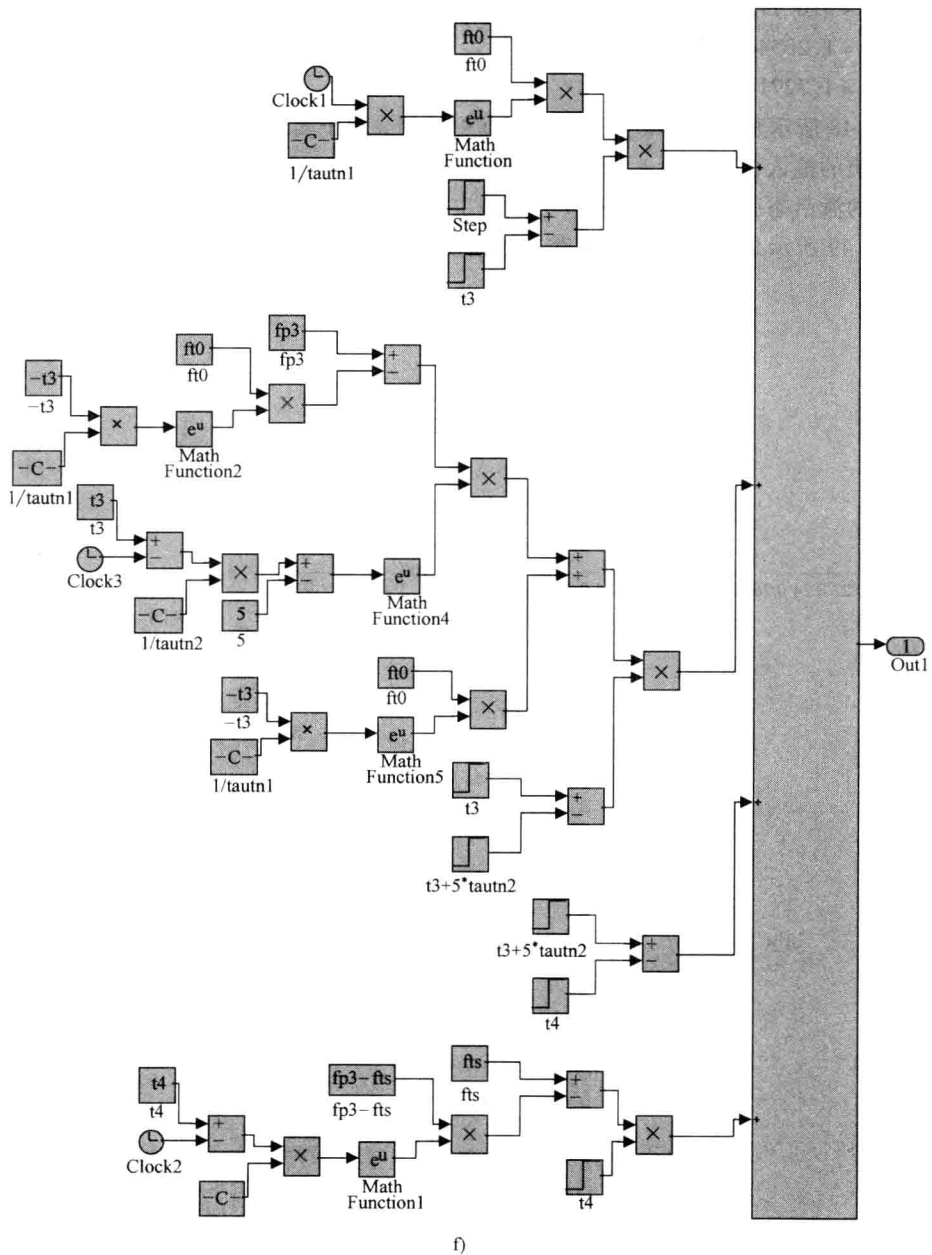 ft0
ft0
Clock1
-C-
1/tautn1
×
e^u
Math
Function
×
×
+
Step
+
−
t3
fp3
fp3
ft0
ft0
−t3
−t3
×
e^u
Math
Function2
×
+
−
-C-
1/tautn1
t3
t3
+
−
Clock3
×
+
−
-C-
1/tautn2
5
5
e^u
Math
Function4
×
+
+
+
ft0
ft0
−t3
−t3
×
-C-
1/tautn1
e^u
Math
Function5
×
×
1
Out1
t3
+
−
t3+5*tautn2
+
t3+5*tautn2
+
−
t4
t4
t4
+
−
Clock2
-C-
×
e^u
Math
Function1
fp3−fts
fp3−fts
×
fts
fts
+
−
×
t4
+
f)